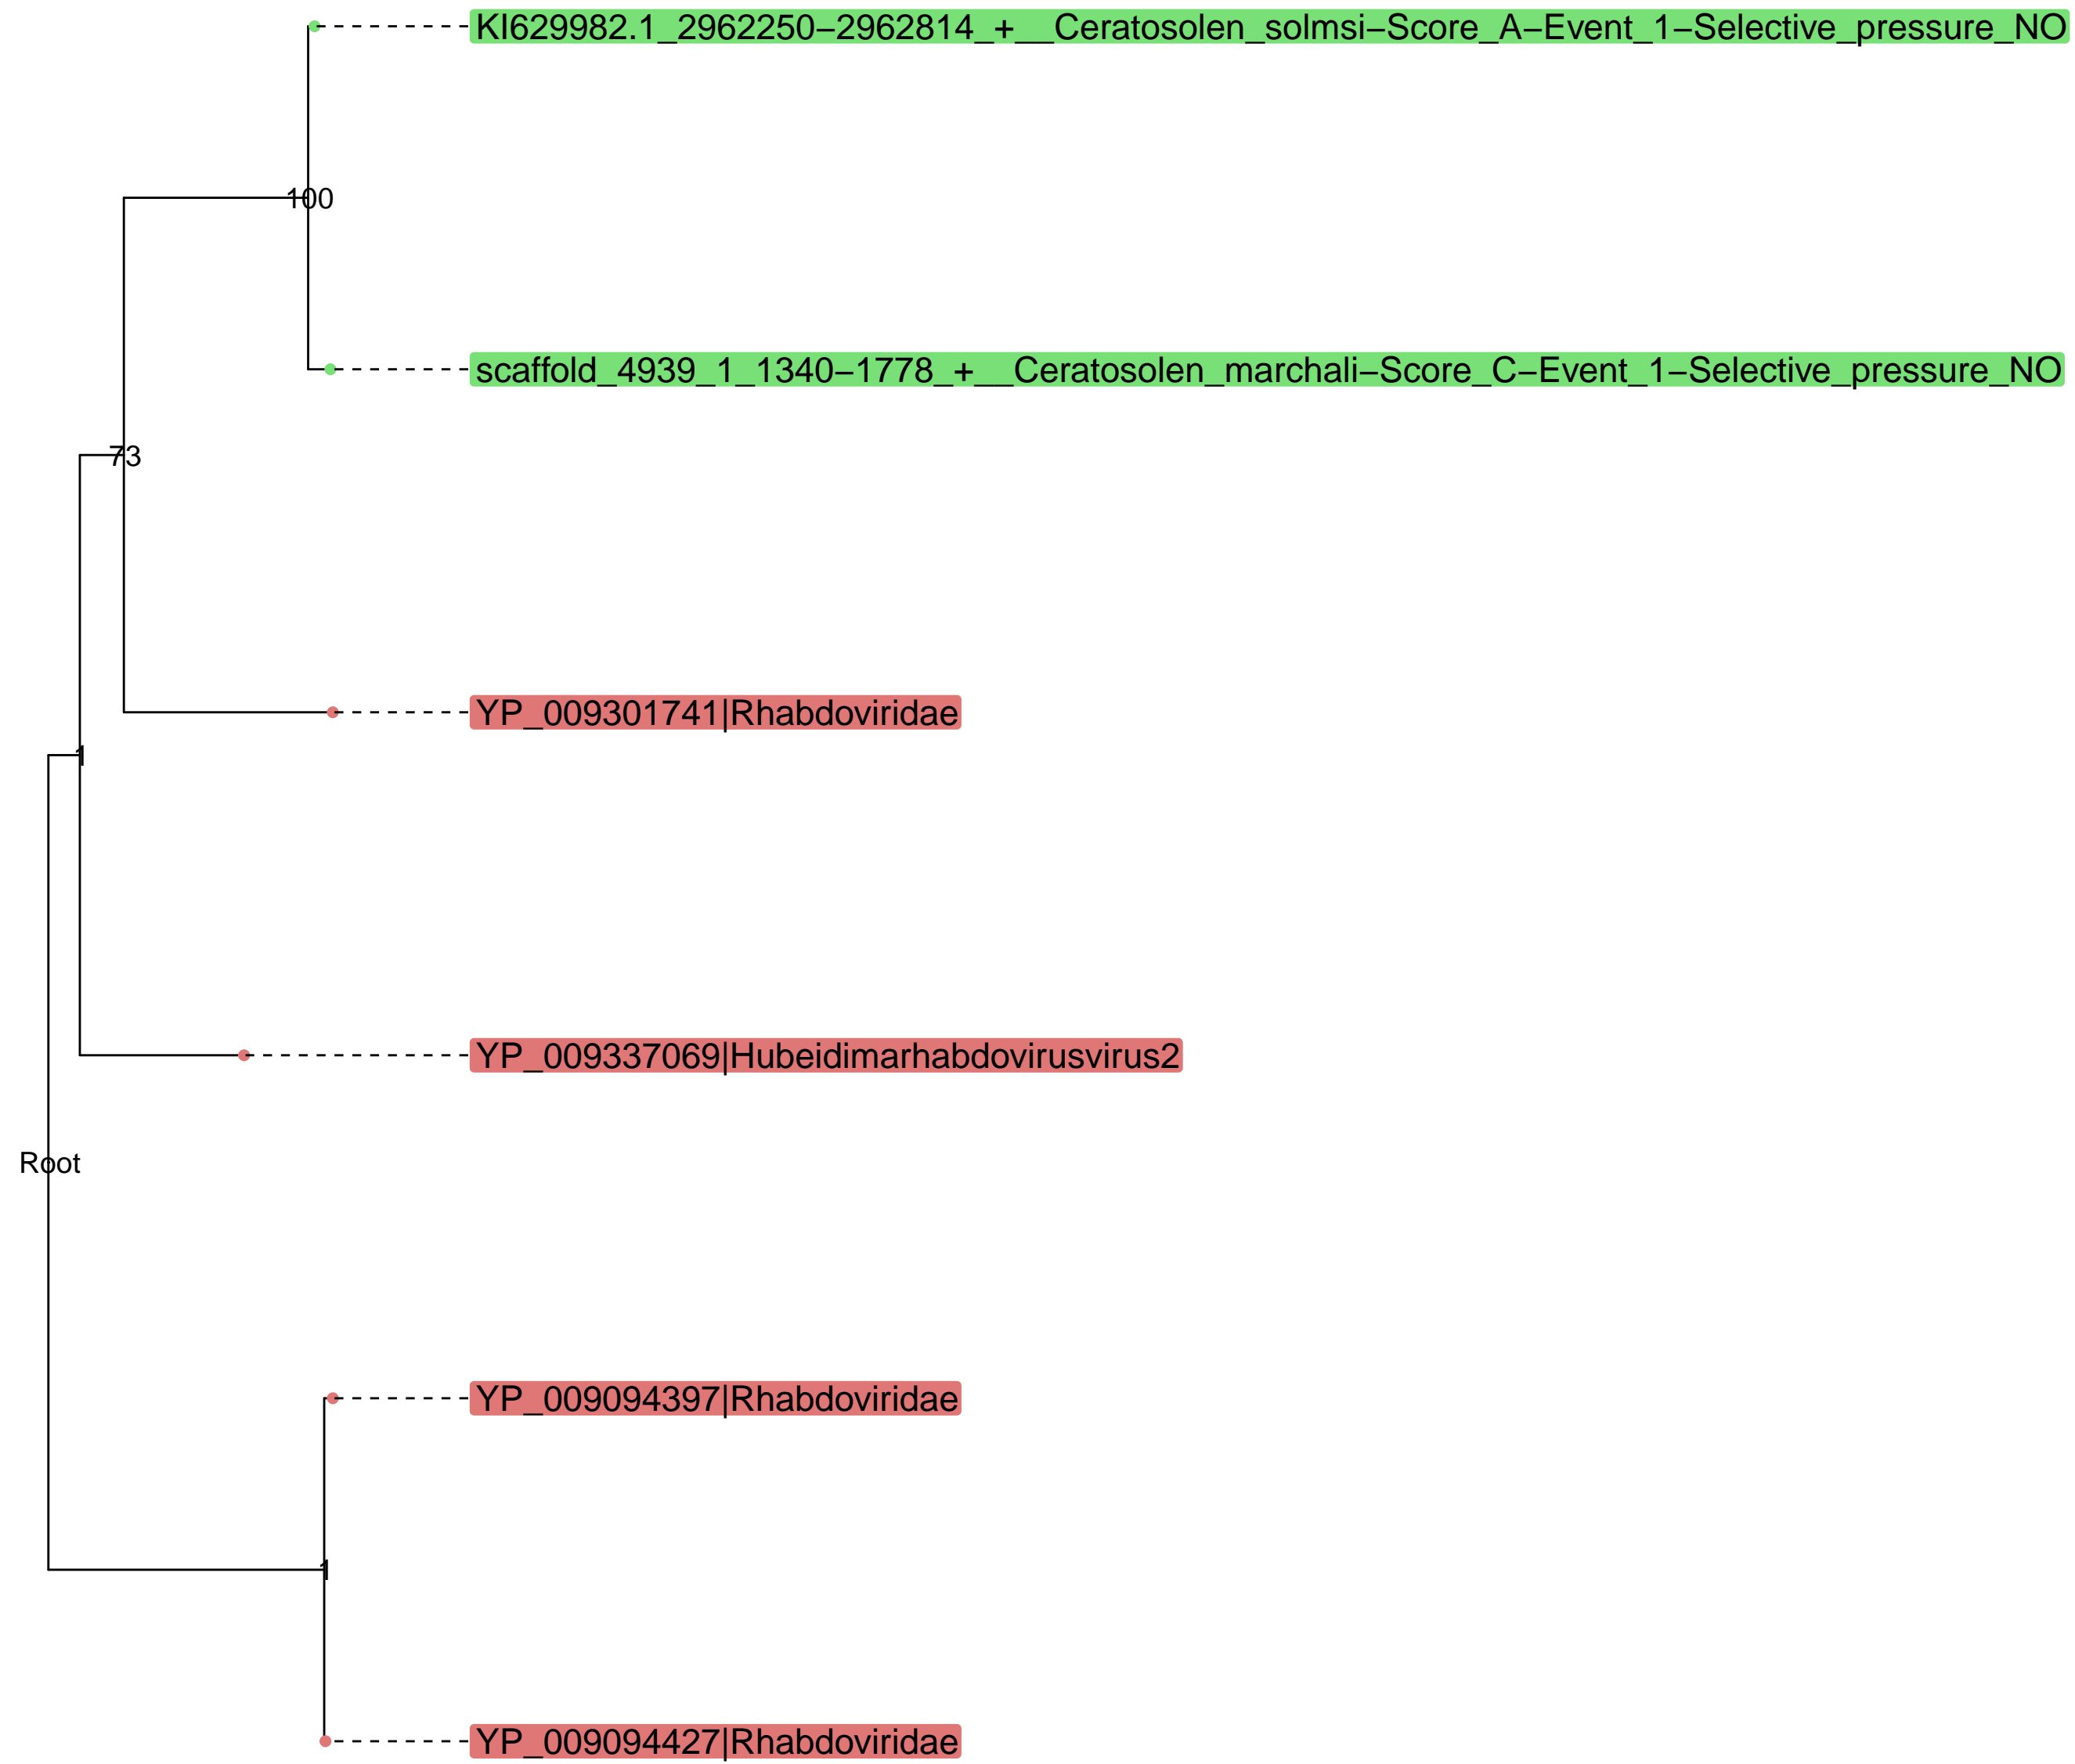 KI629982.1_2962250−2962814_+__Ceratosolen_solmsi−Score_A−Event_1−Selective_pressure_NO
100
scaffold_4939_1_1340−1778_+__Ceratosolen_marchali−Score_C−Event_1−Selective_pressure_NO
73
YP_009301741|Rhabdoviridae
1
YP_009337069|Hubeidimarhabdovirusvirus2
Root
YP_009094397|Rhabdoviridae
1
YP_009094427|Rhabdoviridae